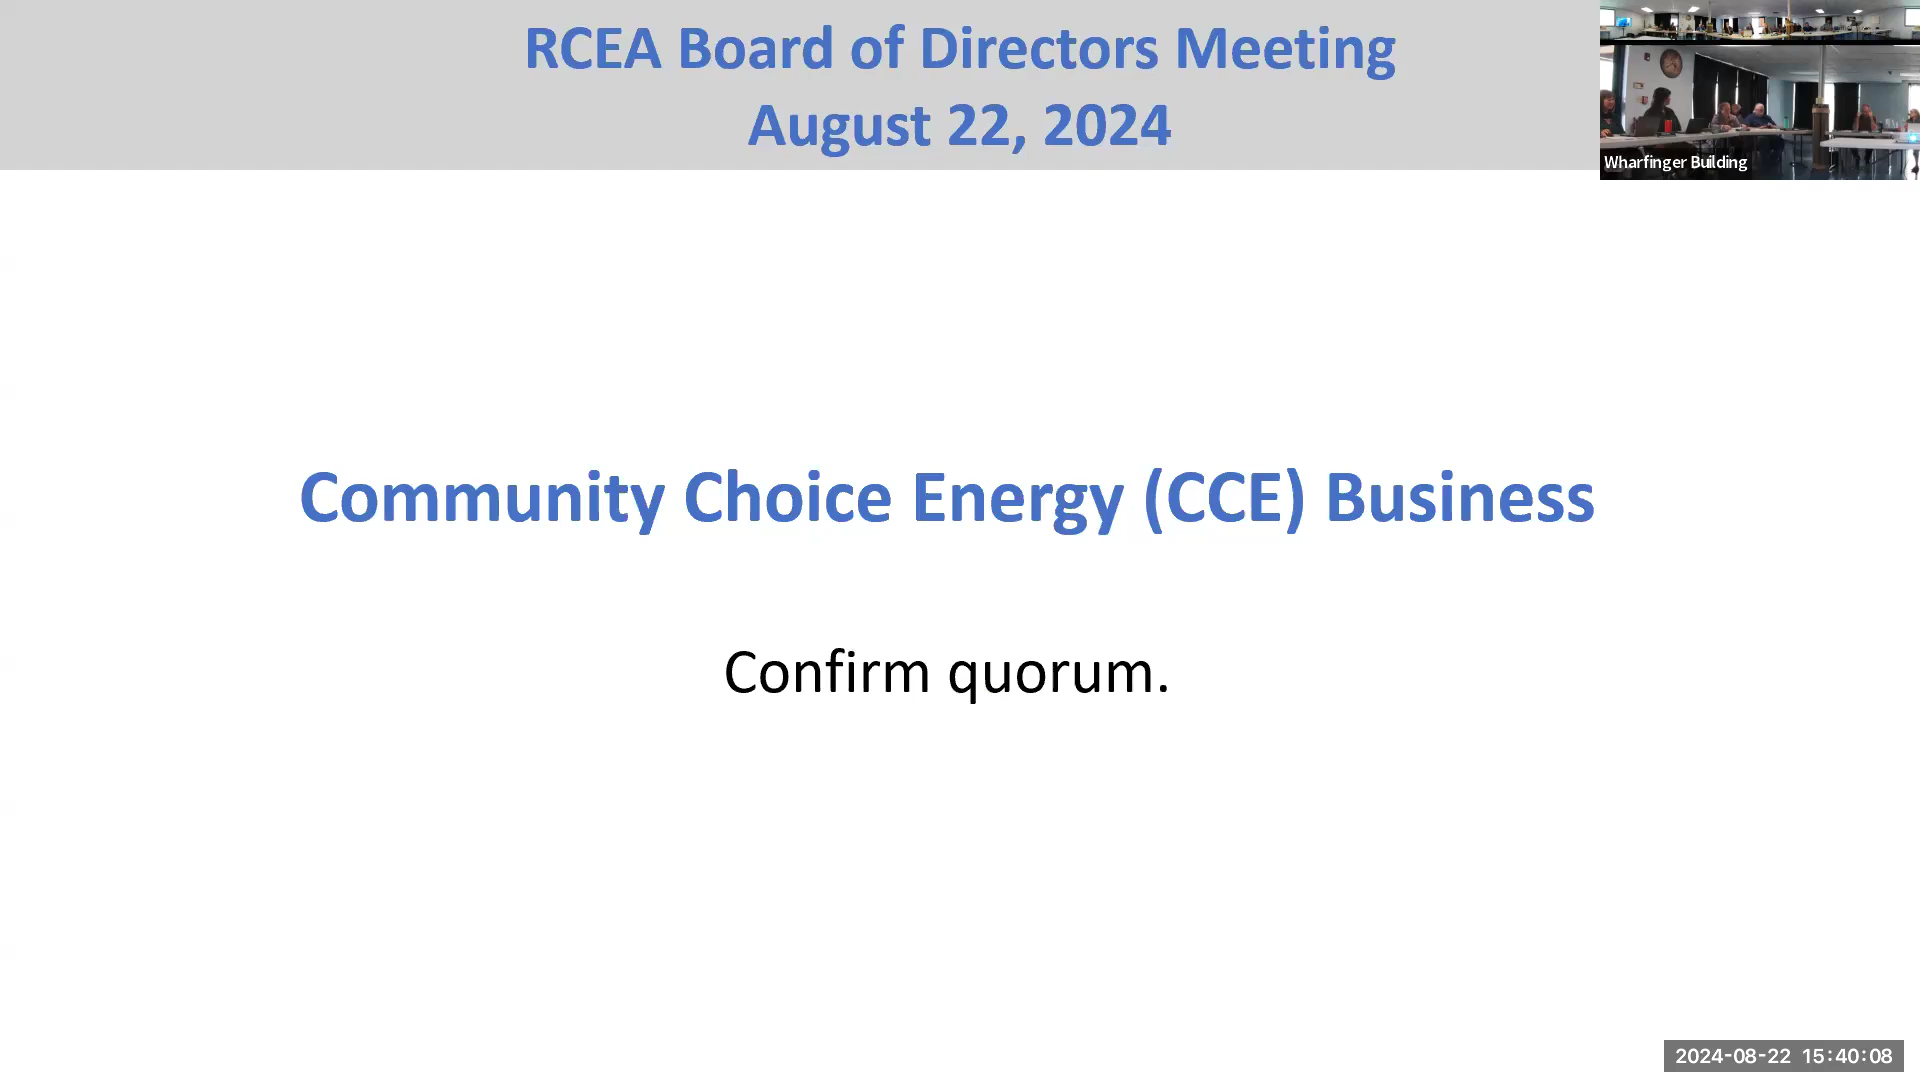 RCEA Board of Directors Meeting
August 22, 2024
Wharfinger Building
Community Choice Energy (CCE) Business
Confirm quorum.
2024-08-22 15:40:08